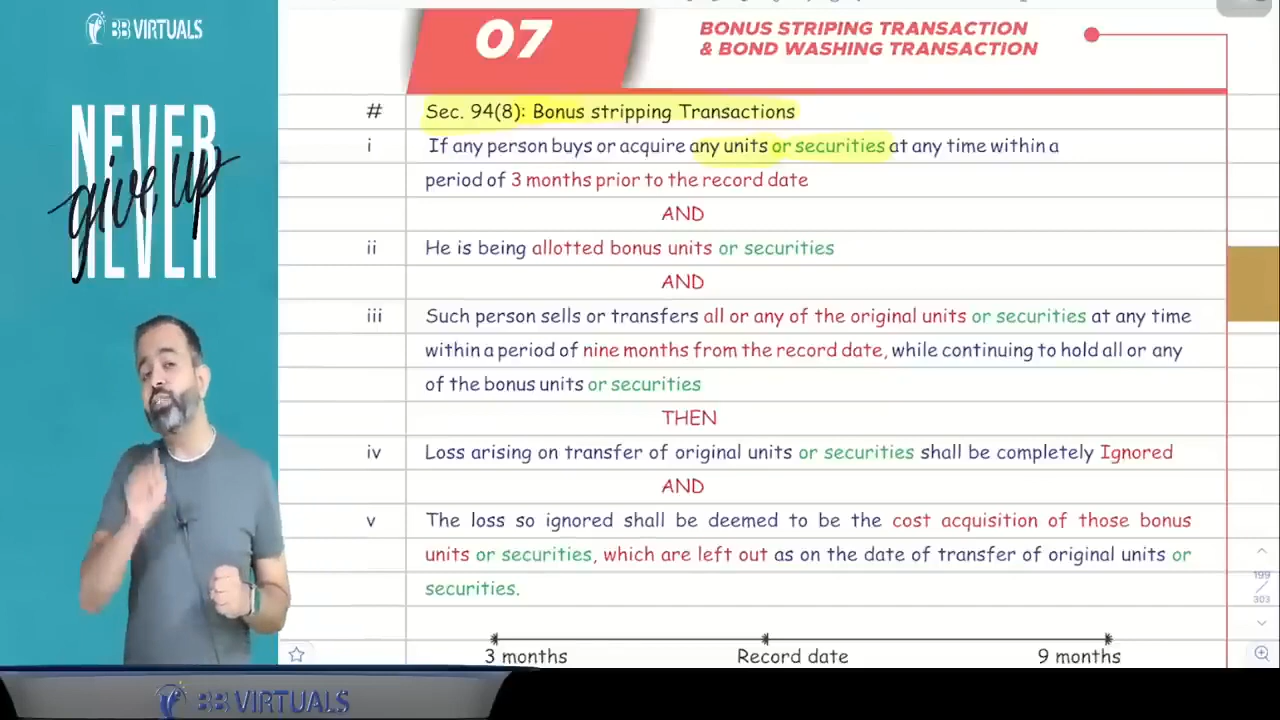 BB VIRTUALS
NEVER
give up
NEVER
07
BONUS STRIPING TRANSACTION
& BOND WASHING TRANSACTION
# Sec. 94(8): Bonus stripping Transactions
i If any person buys or acquire any units or securities at any time within a
period of 3 months prior to the record date
AND
ii He is being allotted bonus units or securities
AND
iii Such person sells or transfers all or any of the original units or securities at any time
within a period of nine months from the record date, while continuing to hold all or any
of the bonus units or securities
THEN
iv Loss arising on transfer of original units or securities shall be completely Ignored
AND
v The loss so ignored shall be deemed to be the cost acquisition of those bonus
units or securities, which are left out as on the date of transfer of original units or
securities.
3 months Record date 9 months
199
303
BB VIRTUALS